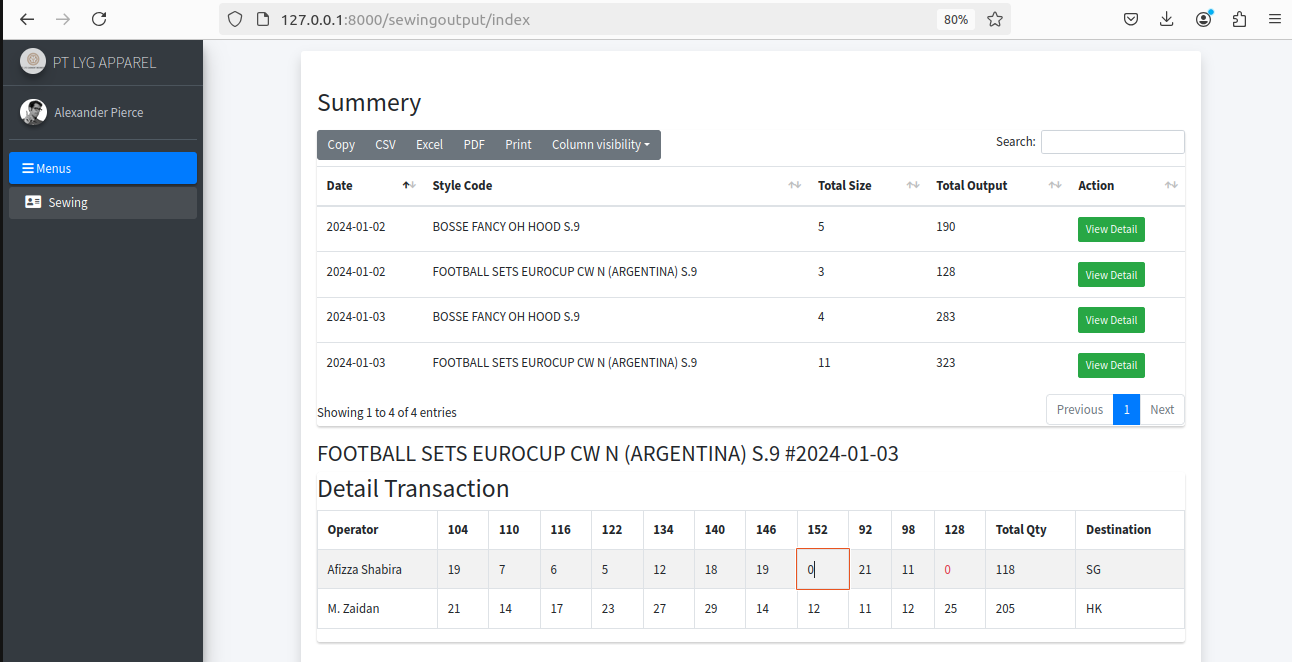 127.0.0.1:8000/sewingoutput/index 80%
PT LYG APPAREL
Alexander Pierce
Menus
Sewing
Summery
Copy CSV Excel PDF Print Column visibility
Search:
Date Style Code Total Size Total Output Action
2024-01-02 BOSSE FANCY OH HOOD S.9 5 190 View Detail
2024-01-02 FOOTBALL SETS EUROCUP CW N (ARGENTINA) S.9 3 128 View Detail
2024-01-03 BOSSE FANCY OH HOOD S.9 4 283 View Detail
2024-01-03 FOOTBALL SETS EUROCUP CW N (ARGENTINA) S.9 11 323 View Detail
Showing 1 to 4 of 4 entries
Previous 1 Next
FOOTBALL SETS EUROCUP CW N (ARGENTINA) S.9 #2024-01-03
Detail Transaction
Operator 104 110 116 122 134 140 146 152 92 98 128 Total Qty Destination
Afizza Shabira 19 7 6 5 12 18 19 0 21 11 0 118 SG
M. Zaidan 21 14 17 23 27 29 14 12 11 12 25 205 HK